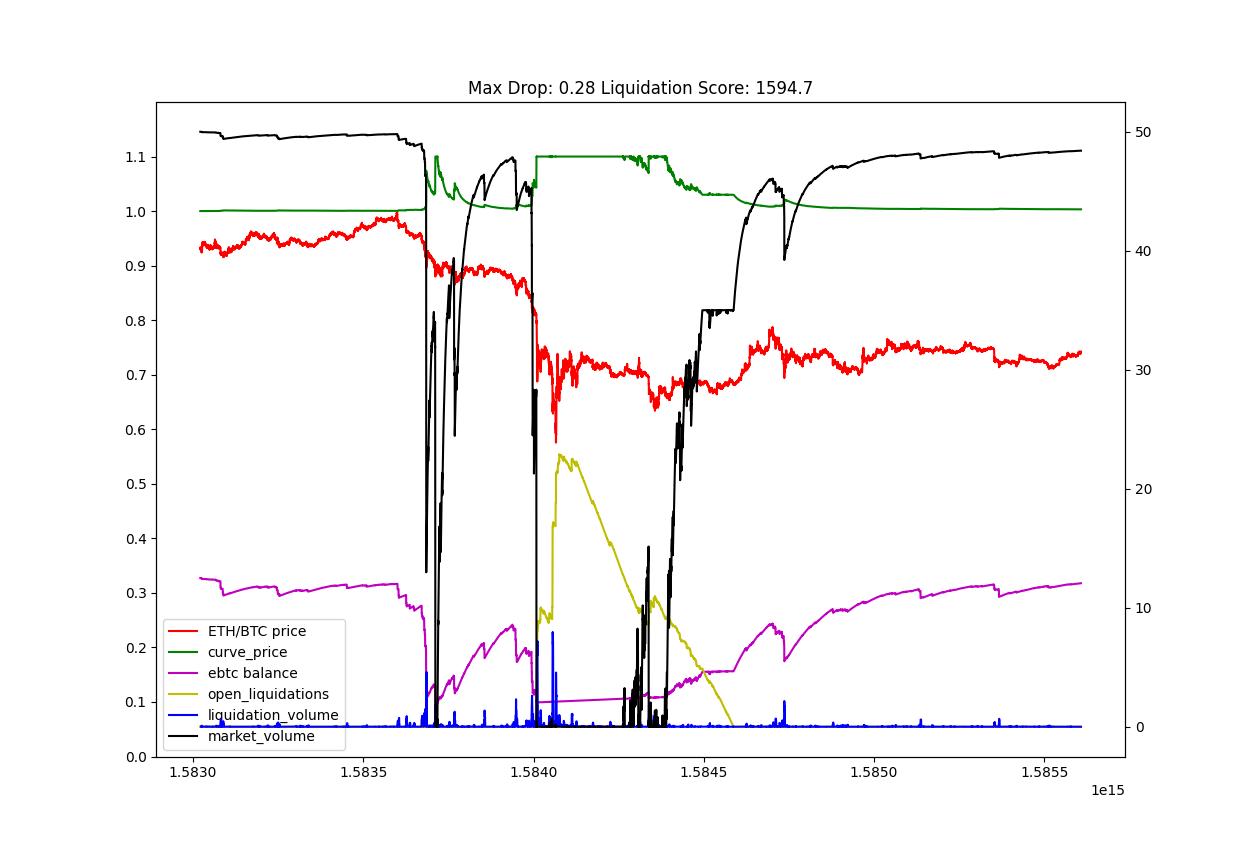 Max Drop: 0.28 Liquidation Score: 1594.7
1.1
1.0
0.9
0.8
0.7
0.6
0.5
0.4
0.3
0.2
0.1
0.0
50
40
30
20
10
0
ETH/BTC price
curve_price
ebtc balance
open_liquidations
liquidation_volume
market_volume
1.5830 1.5835 1.5840 1.5845 1.5850 1.5855
1e15